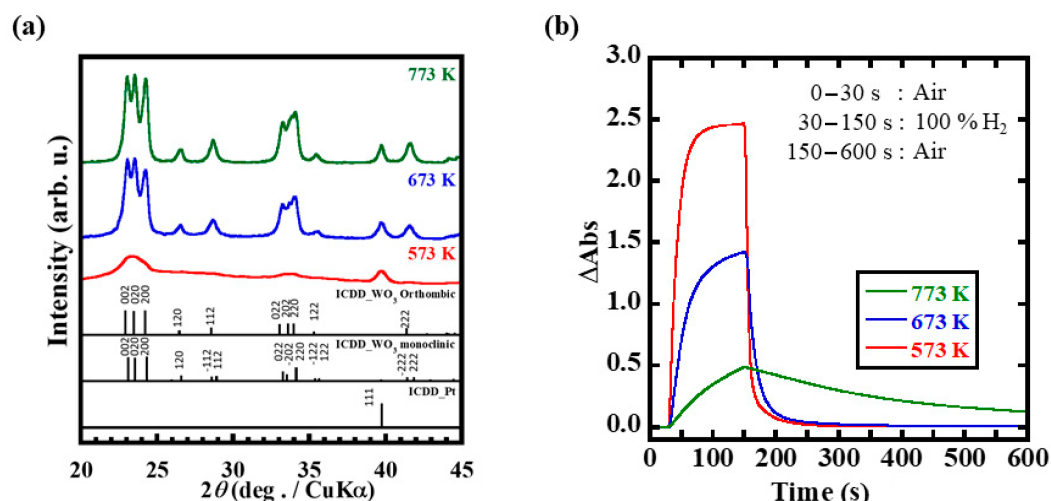 (a)
773 K
673 K
573 K
ICDD_WO3 Orthombic
002
020
200
120
112
022
202
220
122
222
ICDD_WO3 monoclinic
002
020
200
120
-112
112
022
-202
220
-122
122
-222
222
ICDD_Pt
111
Intensity (arb. u.)
20 25 30 35 40 45
2θ (deg . / CuKα)
(b)
3.0
2.5
2.0
1.5
1.0
0.5
0.0
ΔAbs
0–30 s : Air
30–150 s : 100 % H2
150–600 s : Air
773 K
673 K
573 K
0 100 200 300 400 500 600
Time (s)